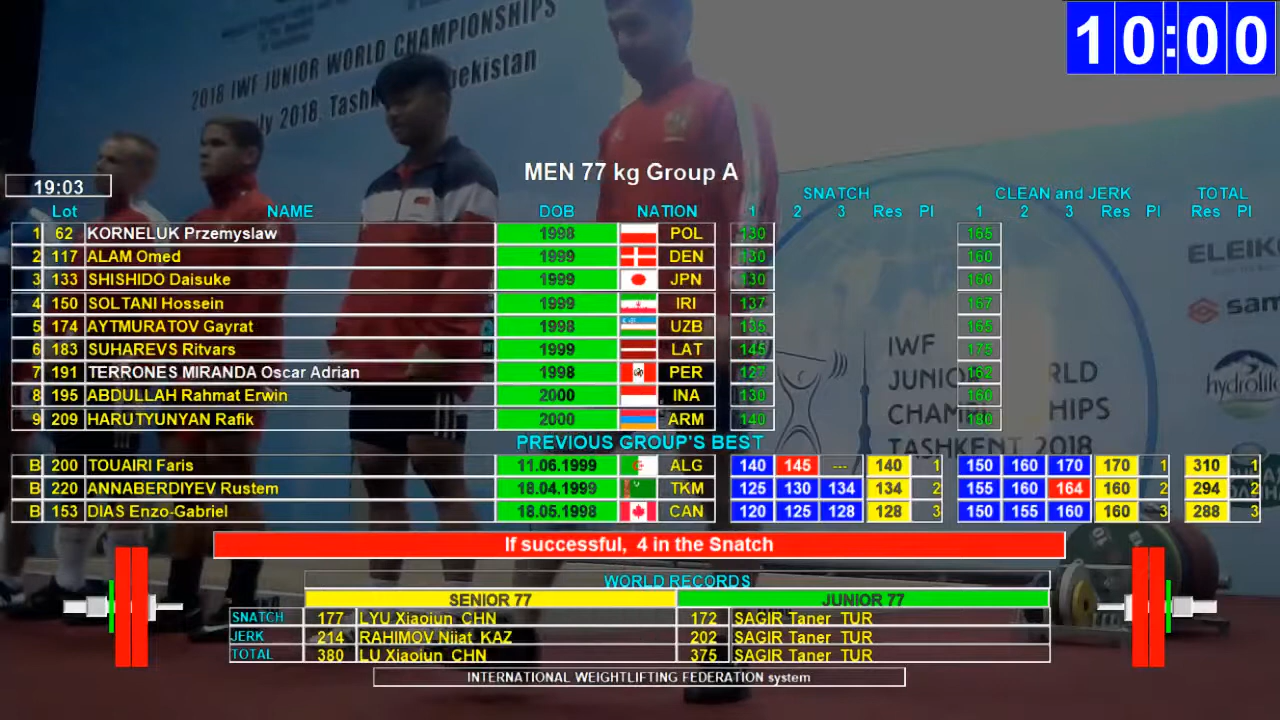 10:00
2018 IWF JUNIOR WORLD CHAMPIONSHIPS
July 2018, Tashkent, Uzbekistan
MEN 77 kg Group A
19:03
SNATCH CLEAN and JERK TOTAL
Lot NAME DOB NATION 1 2 3 Res Pl 1 2 3 Res Pl Res Pl
1 62 KORNELUK Przemyslaw 1998 POL 130 165
2 117 ALAM Omed 1999 DEN 130 160
3 133 SHISHIDO Daisuke 1999 JPN 130 160
4 150 SOLTANI Hossein 1999 IRI 137 167
5 174 AYTMURATOV Gayrat 1998 UZB 135 165
6 183 SUHAREVS Ritvars 1999 LAT 145 175
7 191 TERRONES MIRANDA Oscar Adrian 1998 PER 127 162
8 195 ABDULLAH Rahmat Erwin 2000 INA 130 160
9 209 HARUTYUNYAN Rafik 2000 ARM 140 180
PREVIOUS GROUP'S BEST
B 200 TOUAIRI Faris 11.06.1999 ALG 140 145 --- 140 1 150 160 170 170 1 310 1
B 220 ANNABERDIYEV Rustem 18.04.1999 TKM 125 130 134 134 2 155 160 164 160 2 294 2
B 153 DIAS Enzo-Gabriel 18.05.1998 CAN 120 125 128 128 3 150 155 160 160 3 288 3
If successful, 4 in the Snatch
WORLD RECORDS
SENIOR 77 JUNIOR 77
SNATCH 177 LYU Xiaojun CHN 172 SAGIR Taner TUR
JERK 214 RAHIMOV Nijat KAZ 202 SAGIR Taner TUR
TOTAL 380 LU Xiaojun CHN 375 SAGIR Taner TUR
INTERNATIONAL WEIGHTLIFTING FEDERATION system
ELEIKO
hydrolife
IWF
JUNIOR WORLD
CHAMPIONSHIPS
TASHKENT 2018